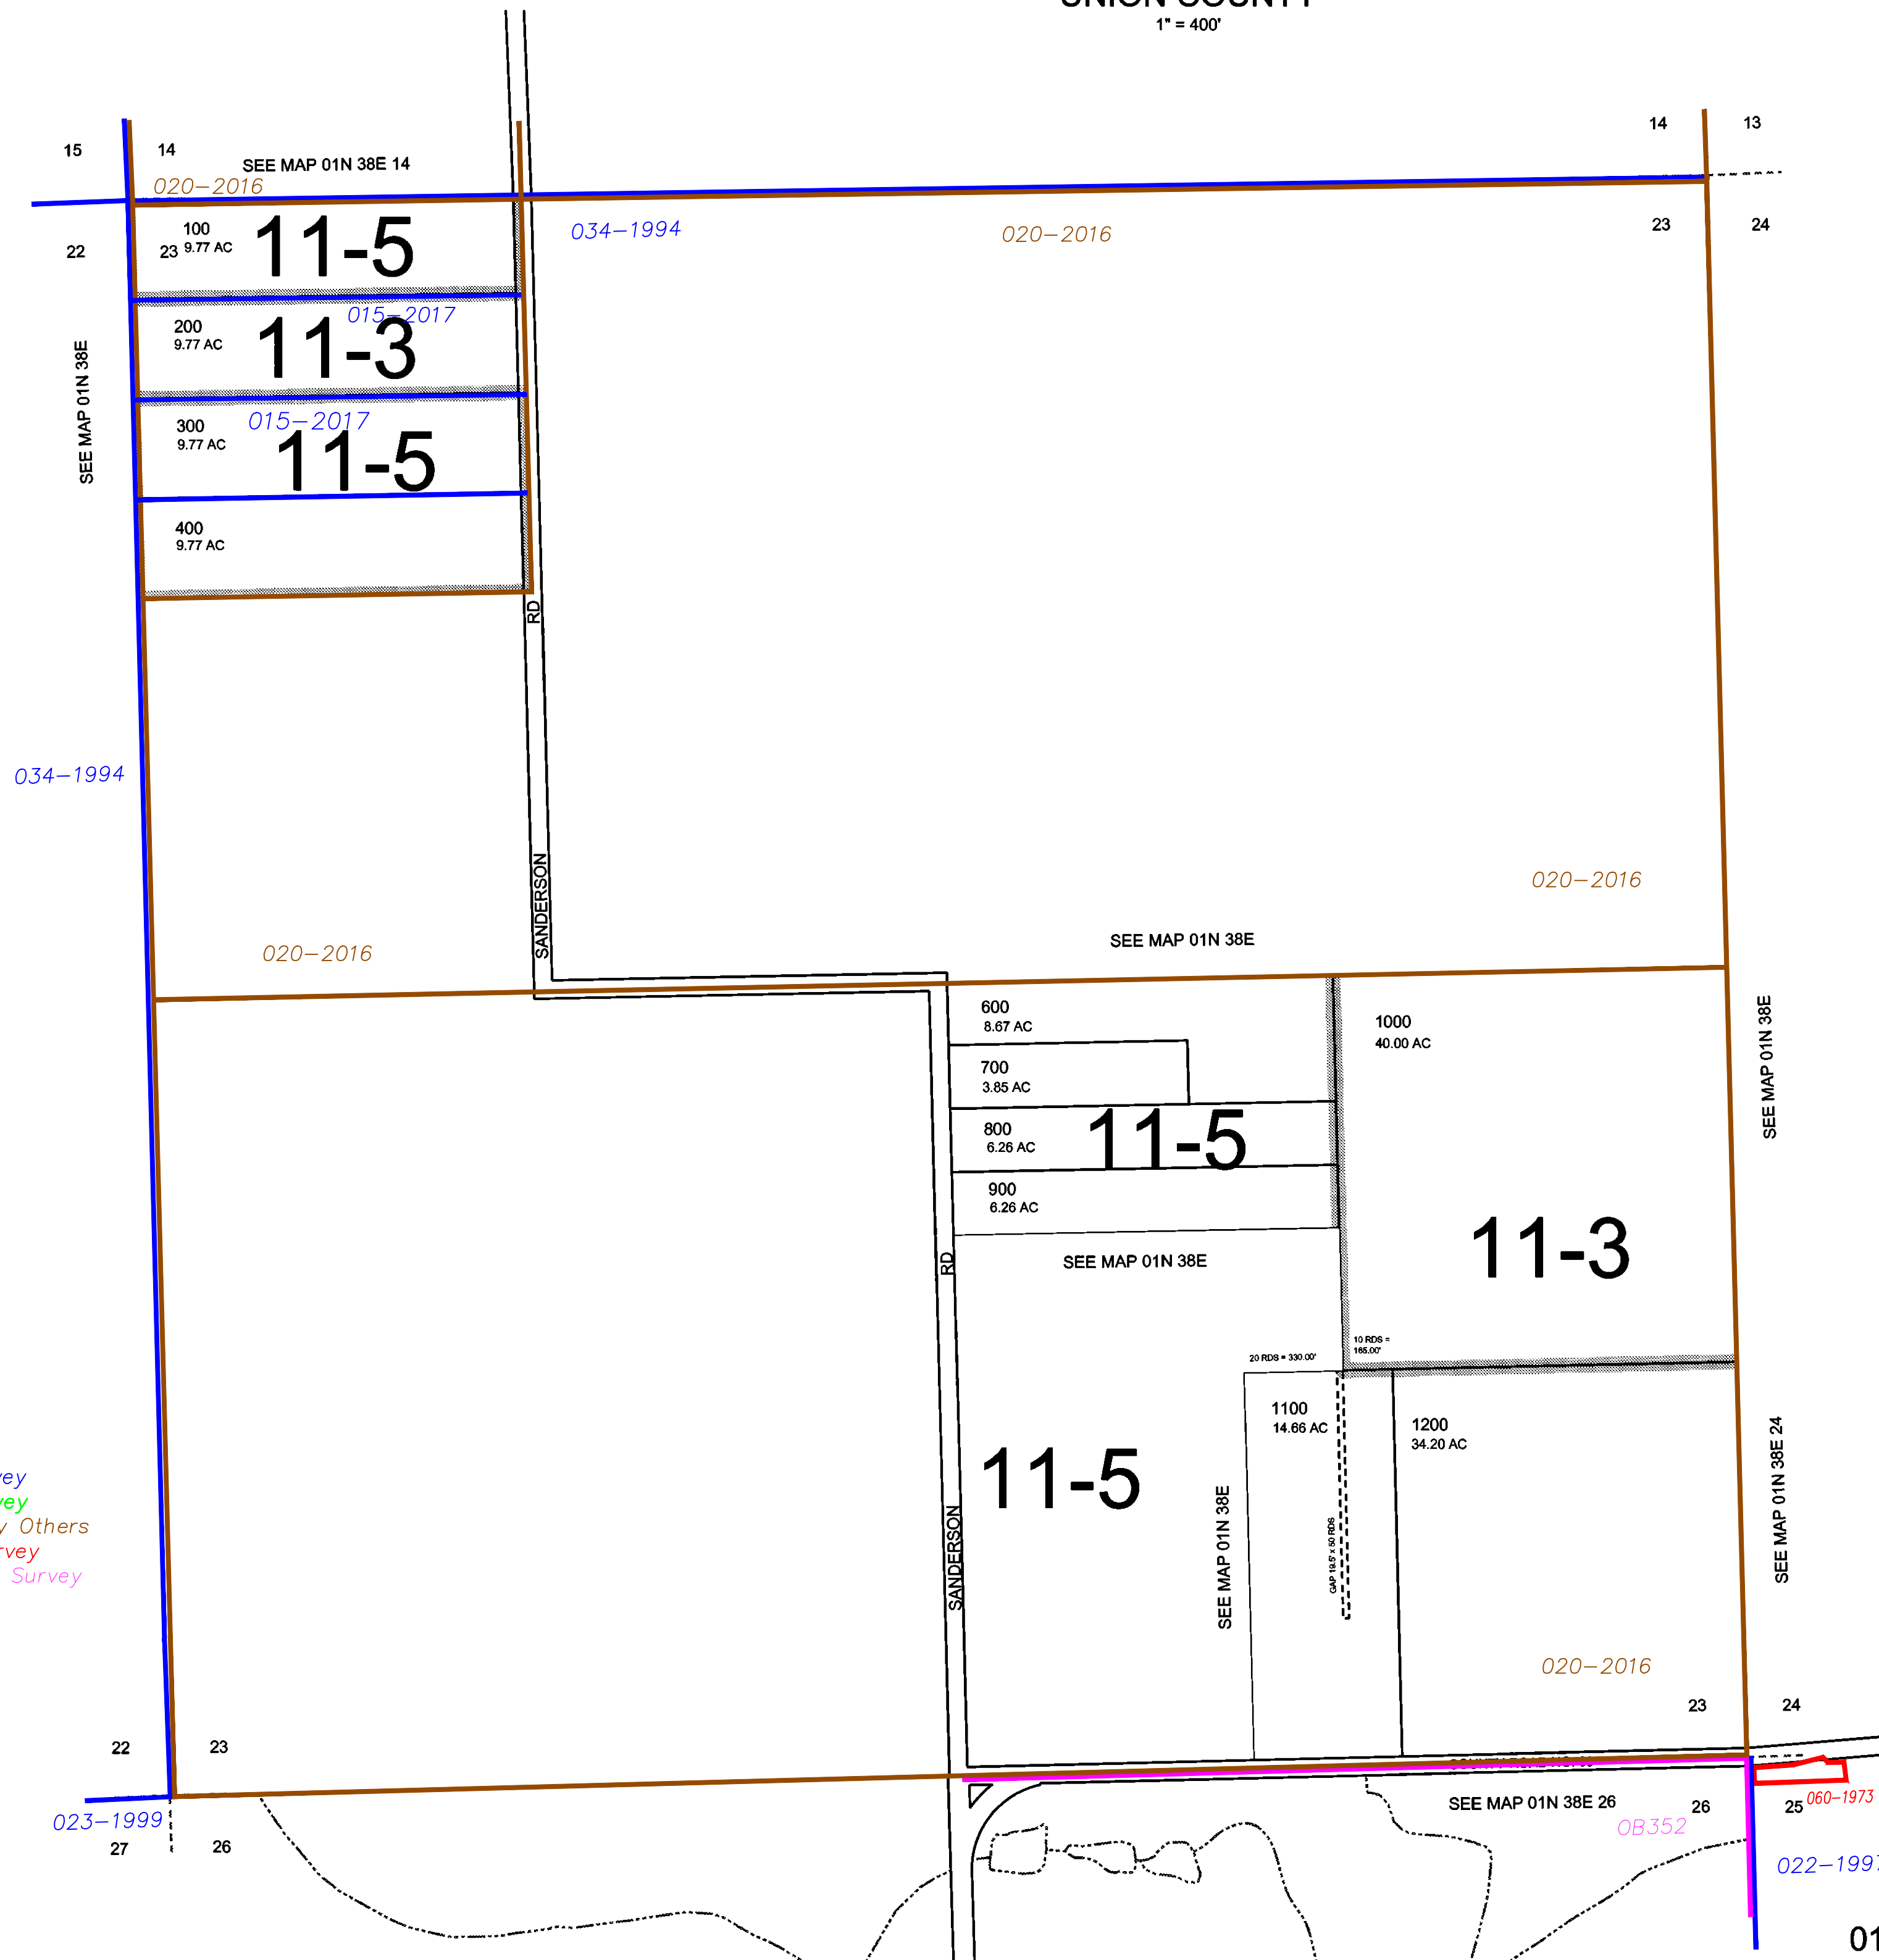 1" = 400'
15
14
SEE MAP 01N 38E 14
14
13
020-2016
22
100
23
9.77 AC
11-5
034-1994
020-2016
23
24
SEE MAP 01N 38E
200
9.77 AC
11-3
015-2017
300
9.77 AC
015-2017
11-5
400
9.77 AC
RD
034-1994
SANDERSON
020-2016
020-2016
SEE MAP 01N 38E
600
8.67 AC
1000
40.00 AC
SEE MAP 01N 38E
700
3.85 AC
800
6.26 AC
11-5
900
6.26 AC
11-3
RD
SEE MAP 01N 38E
10 RDS =
165.00'
20 RDS = 330.00'
1100
14.66 AC
1200
34.20 AC
11-5
SEE MAP 01N 38E
GAP 19.5' x 50 RDS
SEE MAP 01N 38E 24
SANDERSON
Others
Survey
020-2016
23
24
22
23
023-1999
27
26
SEE MAP 01N 38E 26
26
25
060-1973
OB352
022-1997
01